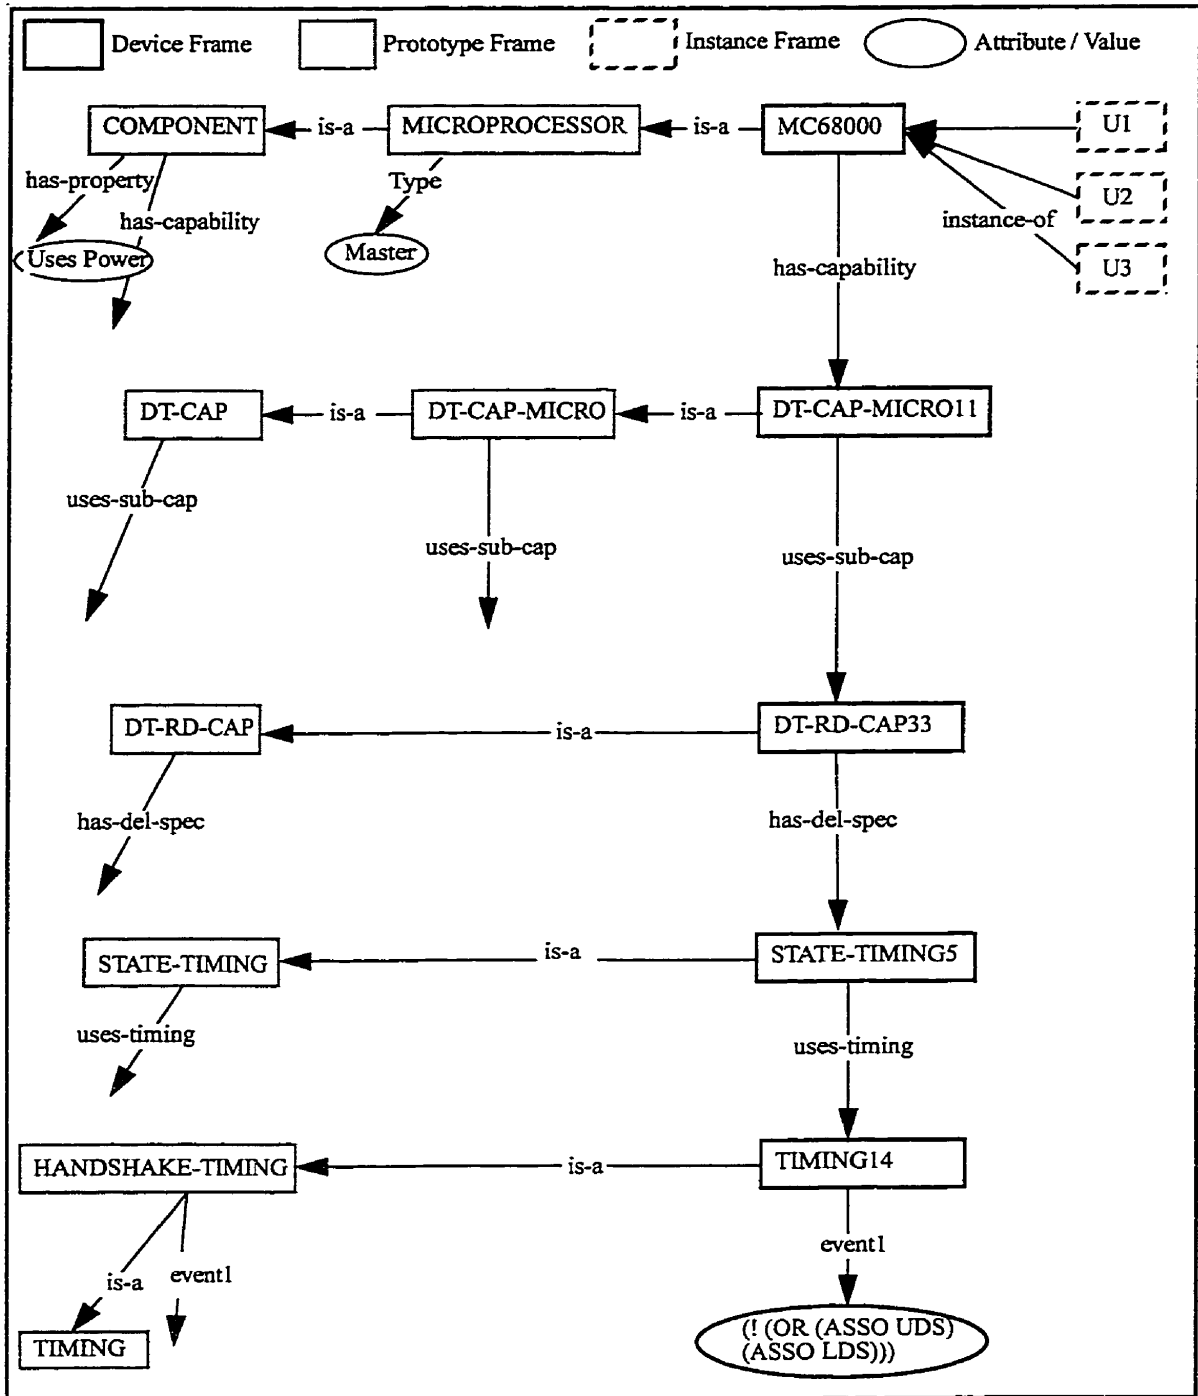 Device Frame
Prototype Frame
Instance Frame
Attribute / Value
COMPONENT
is-a
MICROPROCESSOR
is-a
MC68000
U1
has-property
Type
U2
has-capability
instance-of
Uses Power
Master
has-capability
U3
DT-CAP
is-a
DT-CAP-MICRO
is-a
DT-CAP-MICRO11
uses-sub-cap
uses-sub-cap
uses-sub-cap
DT-RD-CAP
is-a
DT-RD-CAP33
has-del-spec
has-del-spec
STATE-TIMING
is-a
STATE-TIMING5
uses-timing
uses-timing
HANDSHAKE-TIMING
is-a
TIMING14
event1
is-a
event1
TIMING
(! (OR (ASSO UDS)
(ASSO LDS)))